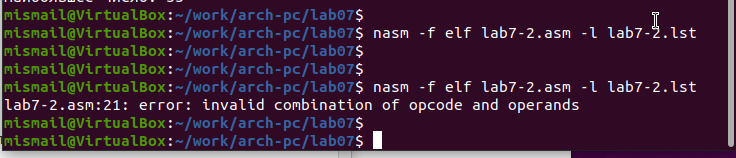 mismail@VirtualBox:~/work/arch-pc/lab07$
mismail@VirtualBox:~/work/arch-pc/lab07$ nasm -f elf lab7-2.asm -l lab7-2.lst
mismail@VirtualBox:~/work/arch-pc/lab07$
mismail@VirtualBox:~/work/arch-pc/lab07$
mismail@VirtualBox:~/work/arch-pc/lab07$ nasm -f elf lab7-2.asm -l lab7-2.lst
lab7-2.asm:21: error: invalid combination of opcode and operands
mismail@VirtualBox:~/work/arch-pc/lab07$
mismail@VirtualBox:~/work/arch-pc/lab07$